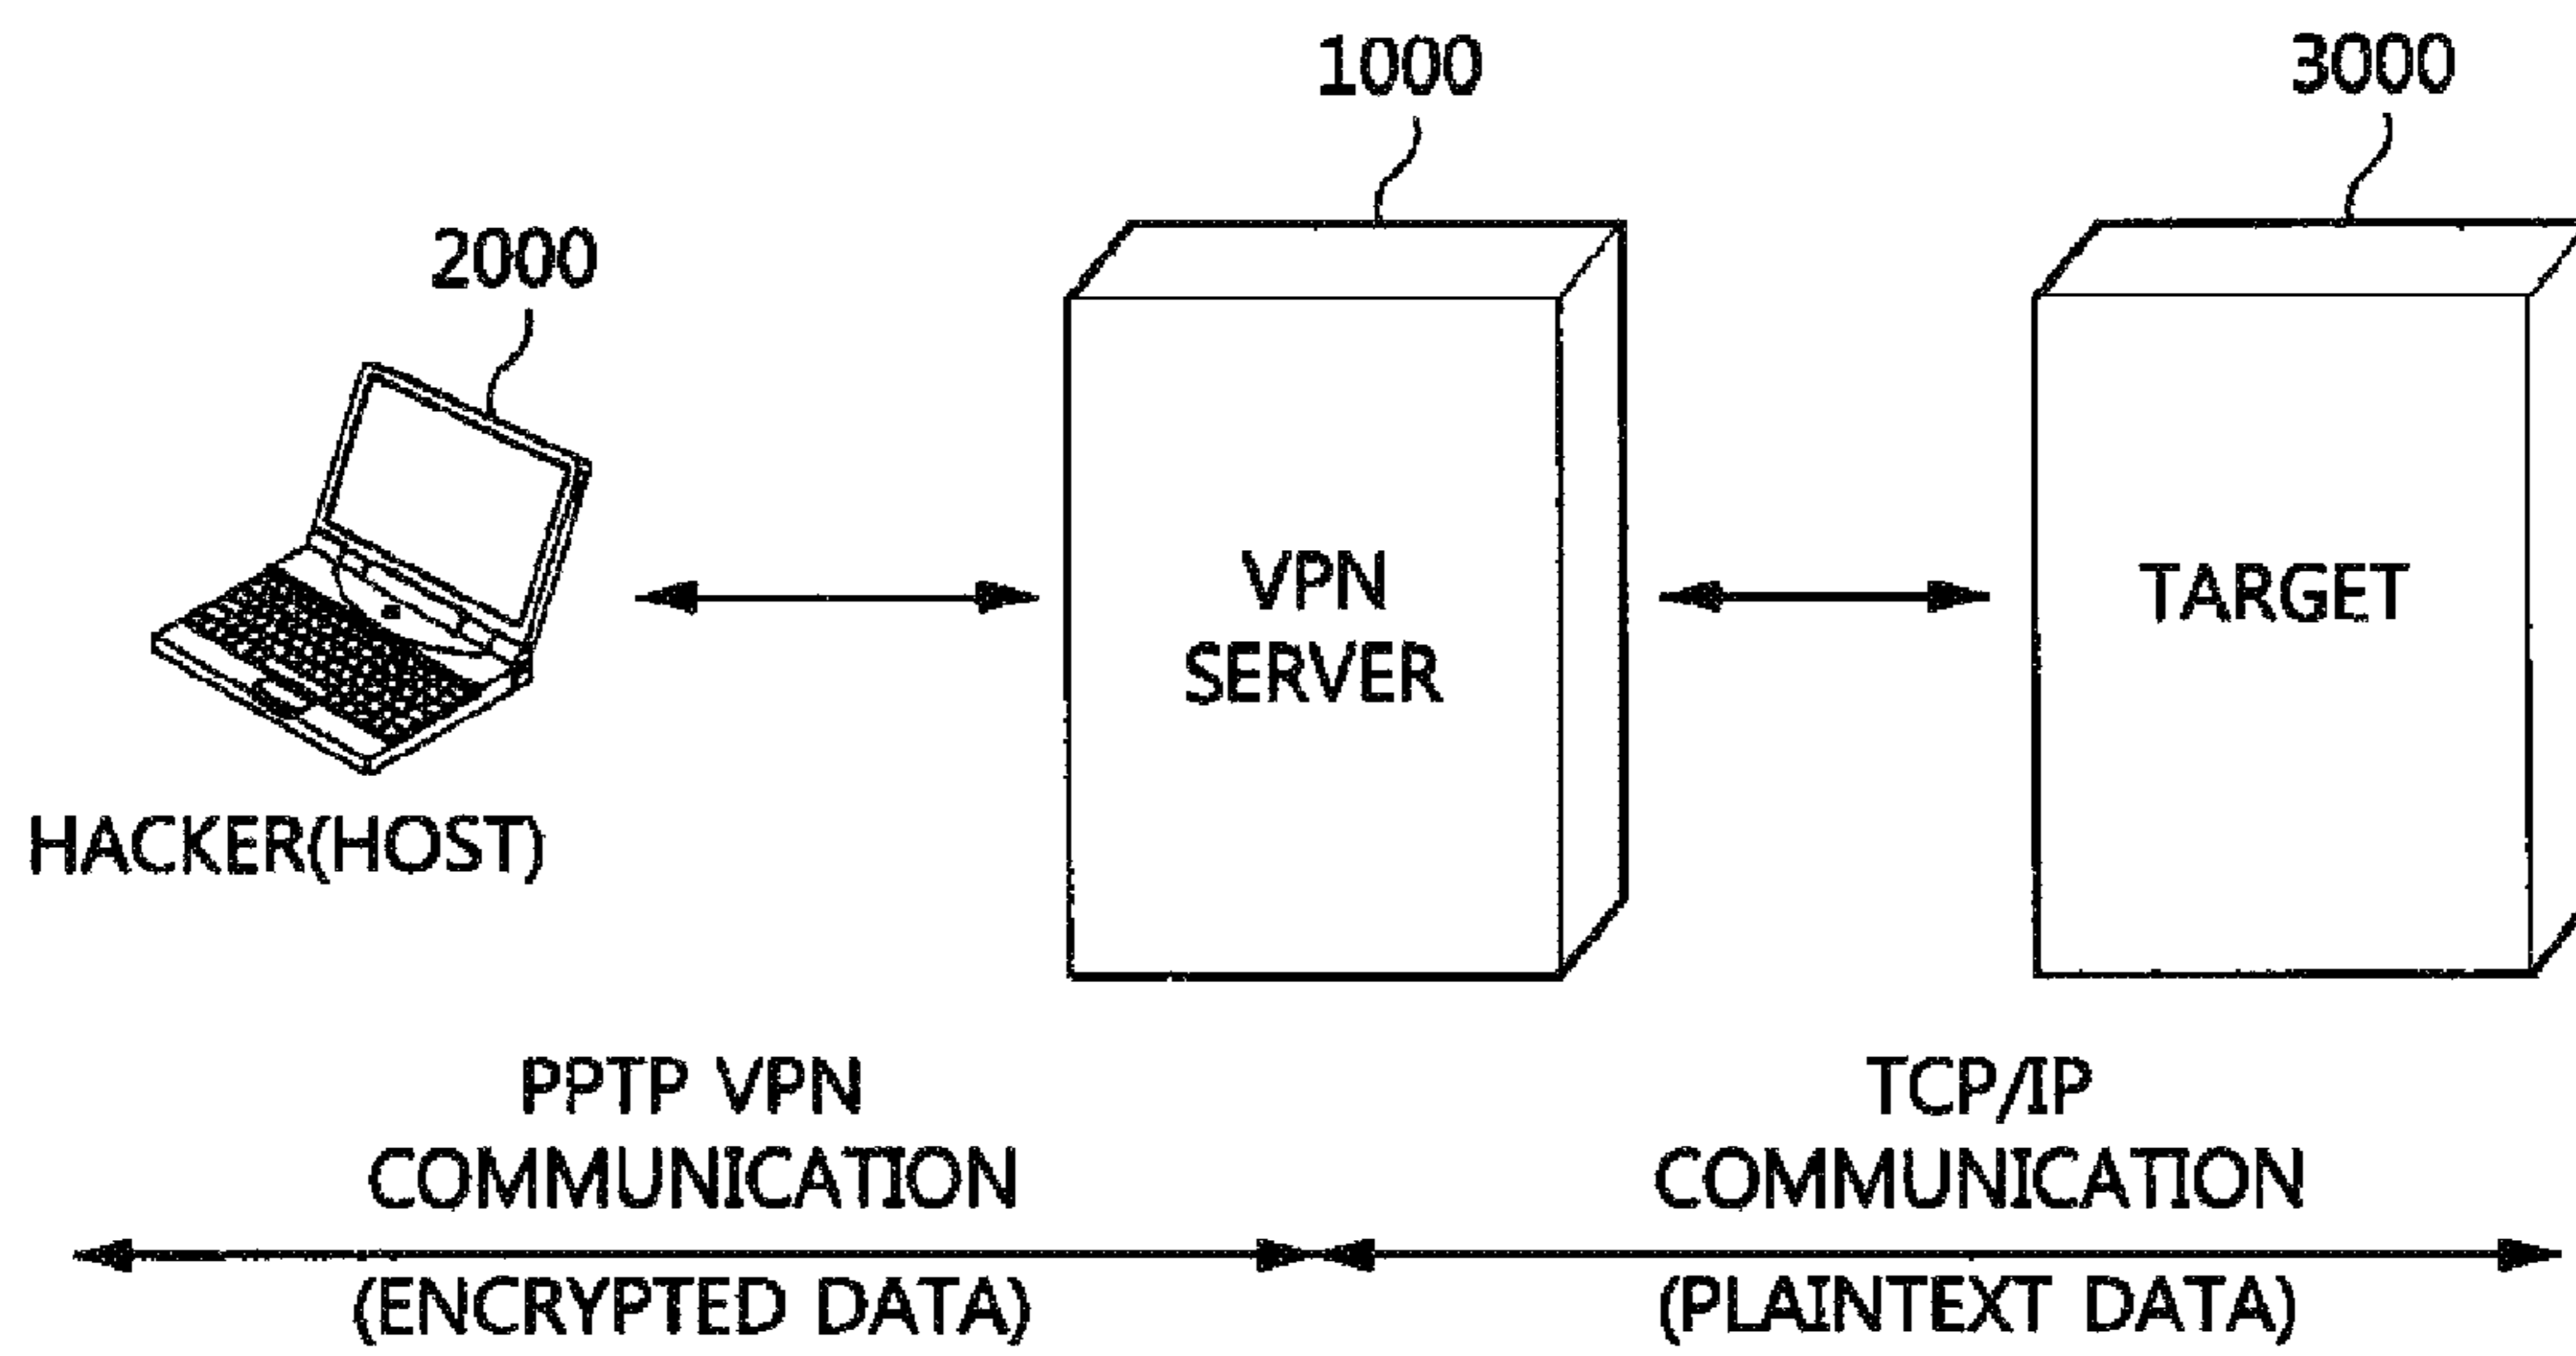 1000
3000
2000
VPN
SERVER
TARGET
HACKER(HOST)
PPTP VPN
COMMUNICATION
(ENCRYPTED DATA)
TCP/IP
COMMUNICATION
(PLAINTEXT DATA)